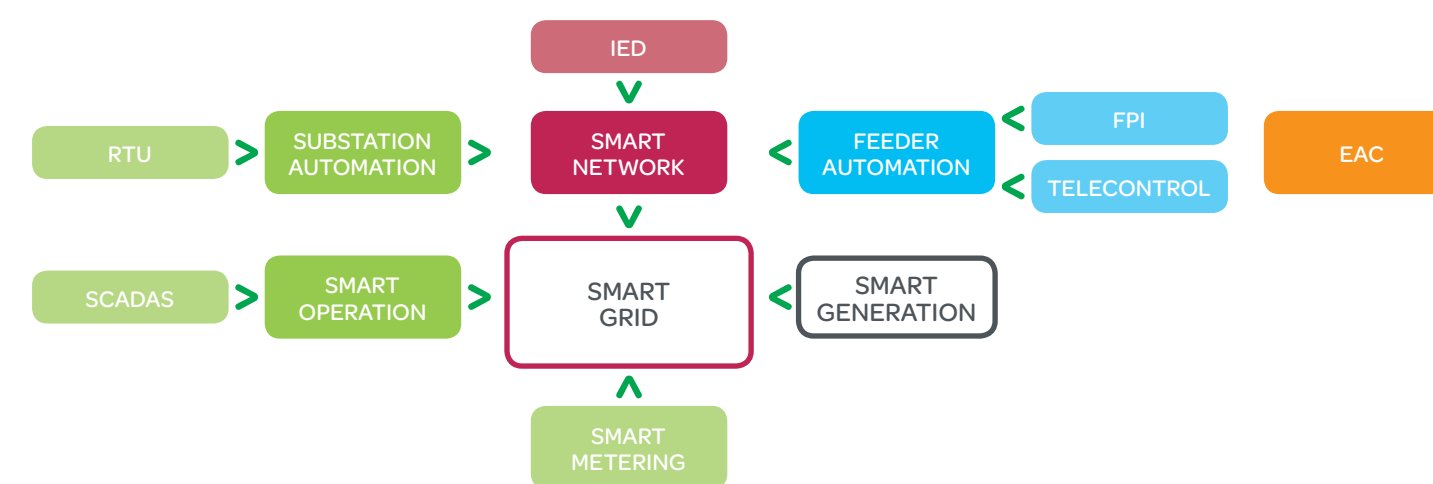 IED
RTU
SUBSTATION
AUTOMATION
SMART
NETWORK
FEEDER
AUTOMATION
FPI
TELECONTROL
EAC
SCADAS
SMART
OPERATION
SMART
GRID
SMART
GENERATION
SMART
METERING